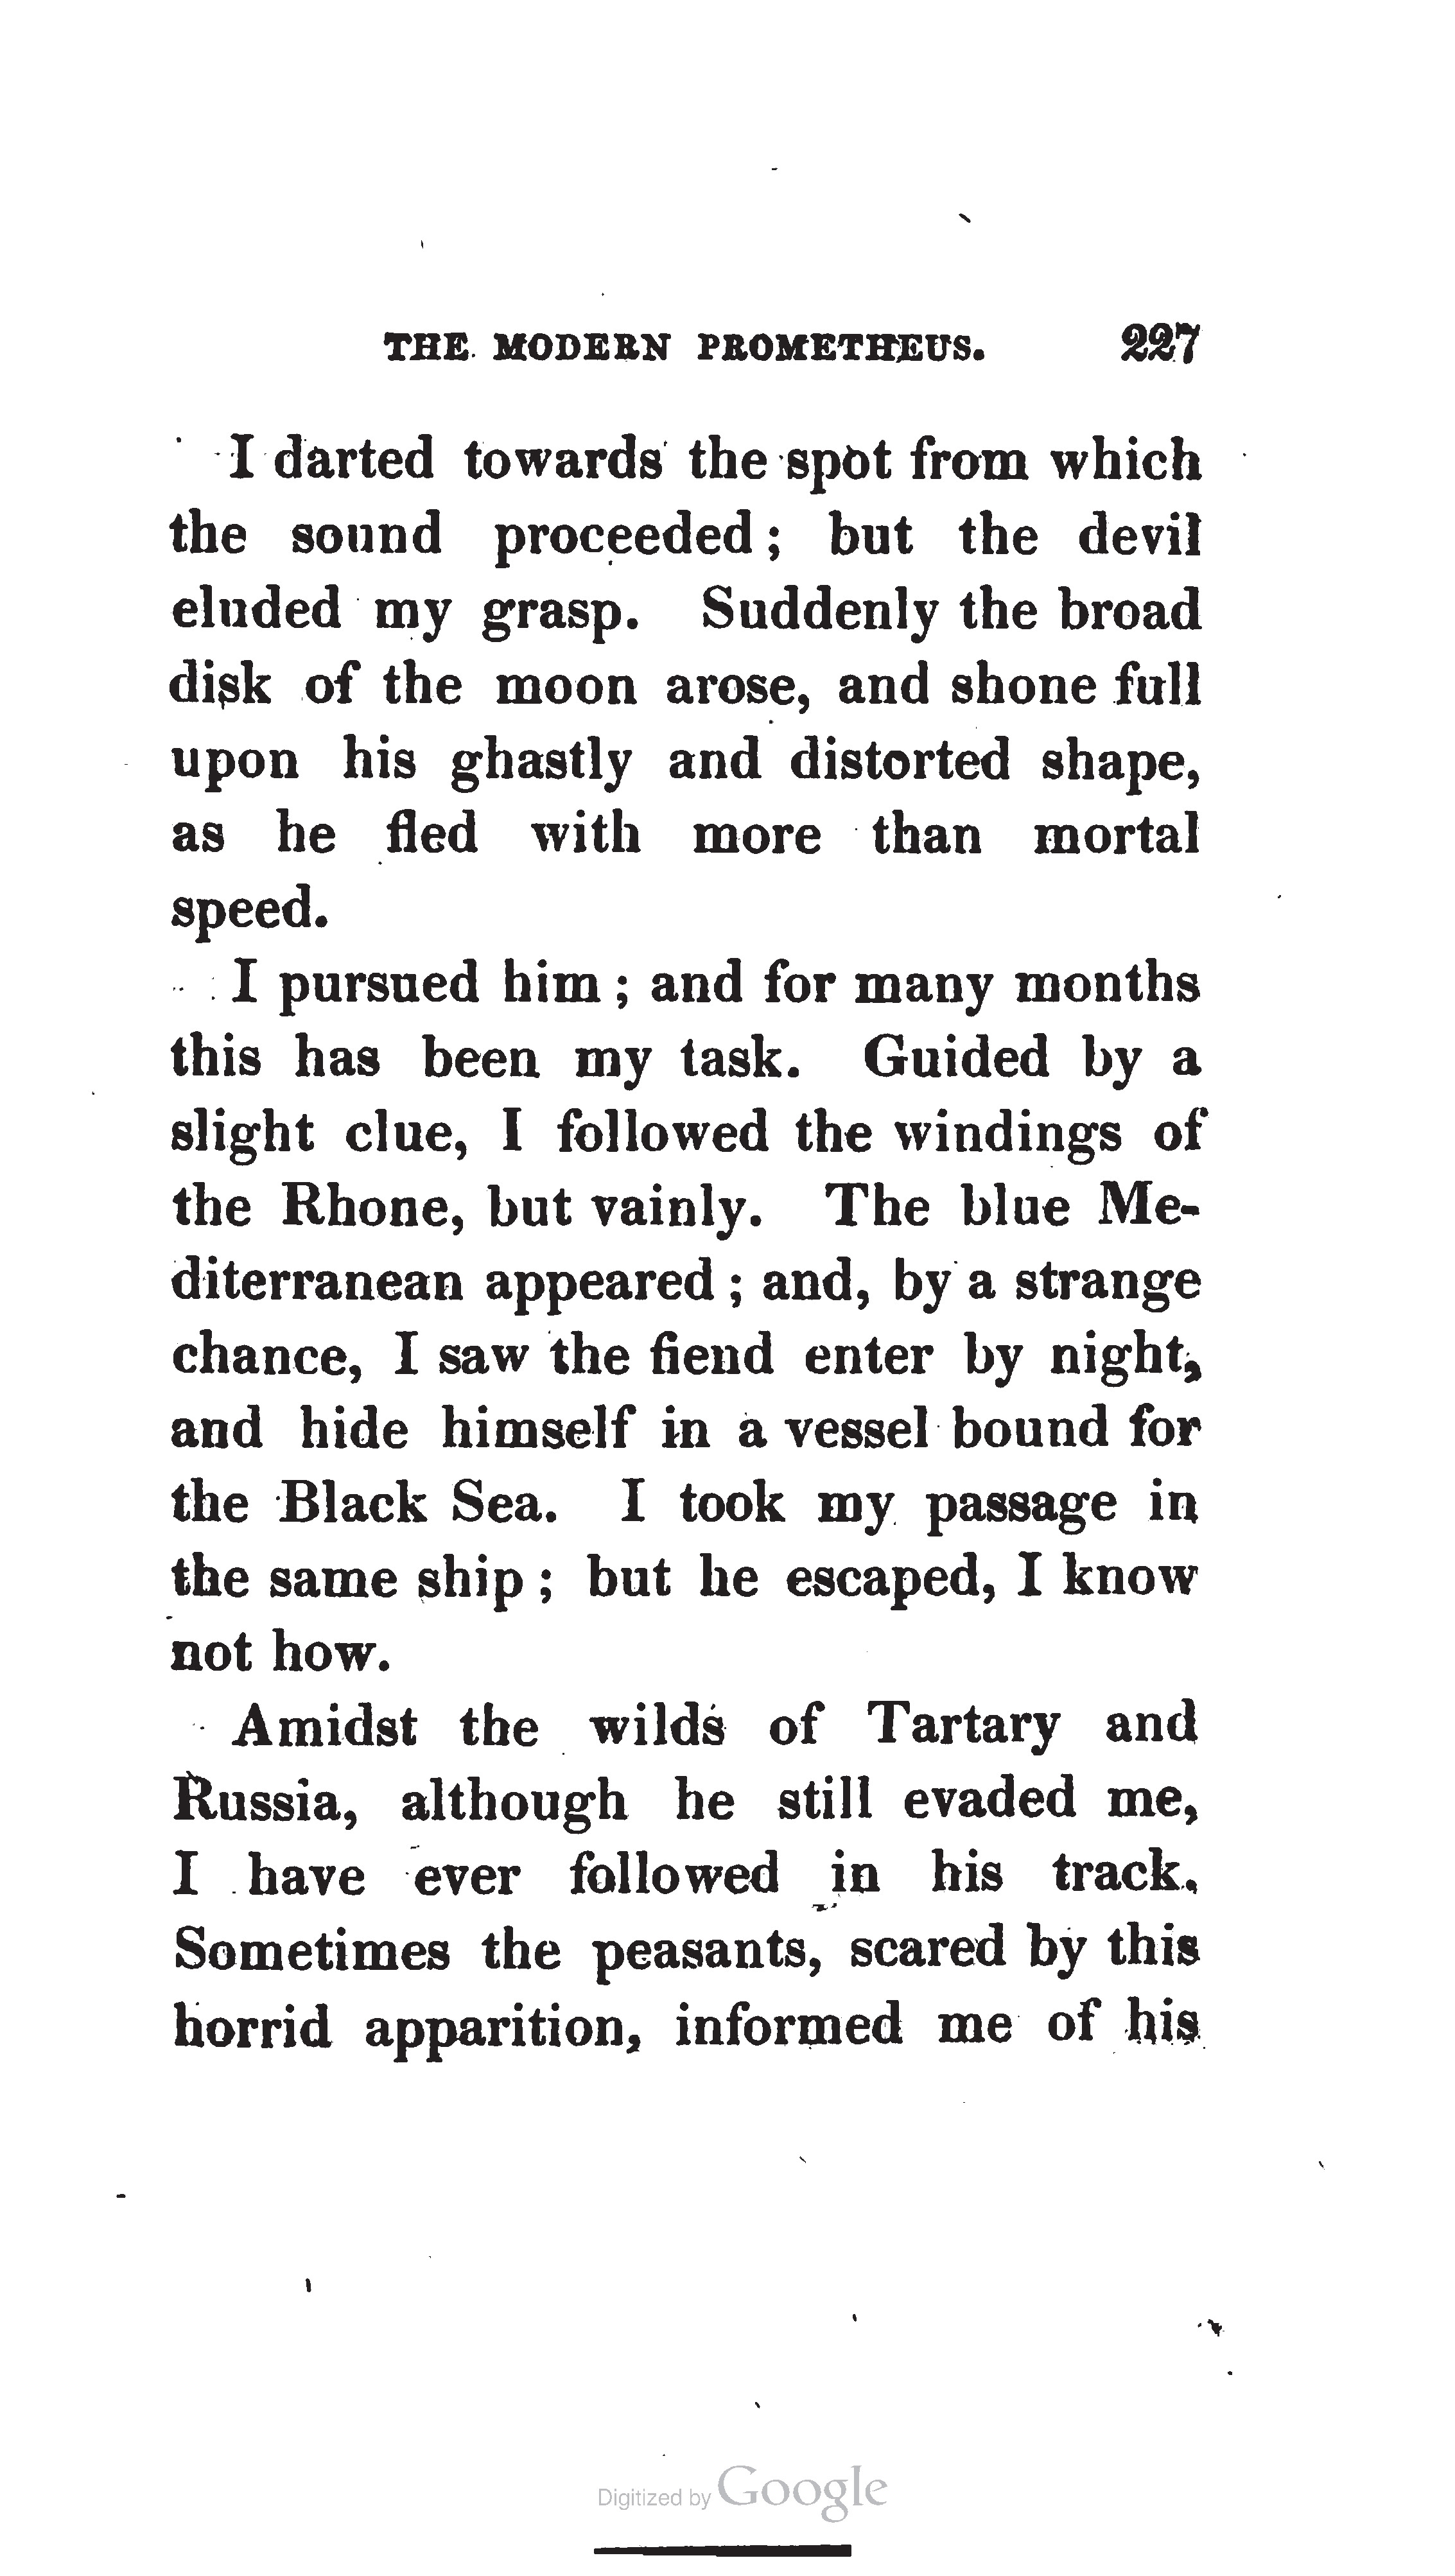 THE MODERN PROMETHEUS. 227
I darted towards the spot from which
the sound proceeded; but the devil
eluded my grasp. Suddenly the broad
disk of the moon arose, and shone full
upon his ghastly and distorted shape,
as he fled with more than mortal
speed.
I pursued him; and for many months
this has been my task. Guided by a
slight clue, I followed the windings of
the Rhone, but vainly. The blue Me-
diterranean appeared; and, by a strange
chance, I saw the fiend enter by night,
and hide himself in a vessel bound for
the Black Sea. I took my passage in
the same ship; but he escaped, I know
not how.
Amidst the wilds of Tartary and
Russia, although he still evaded me,
I have ever followed in his track.
Sometimes the peasants, scared by this
horrid apparition, informed me of his
Digitized by Google